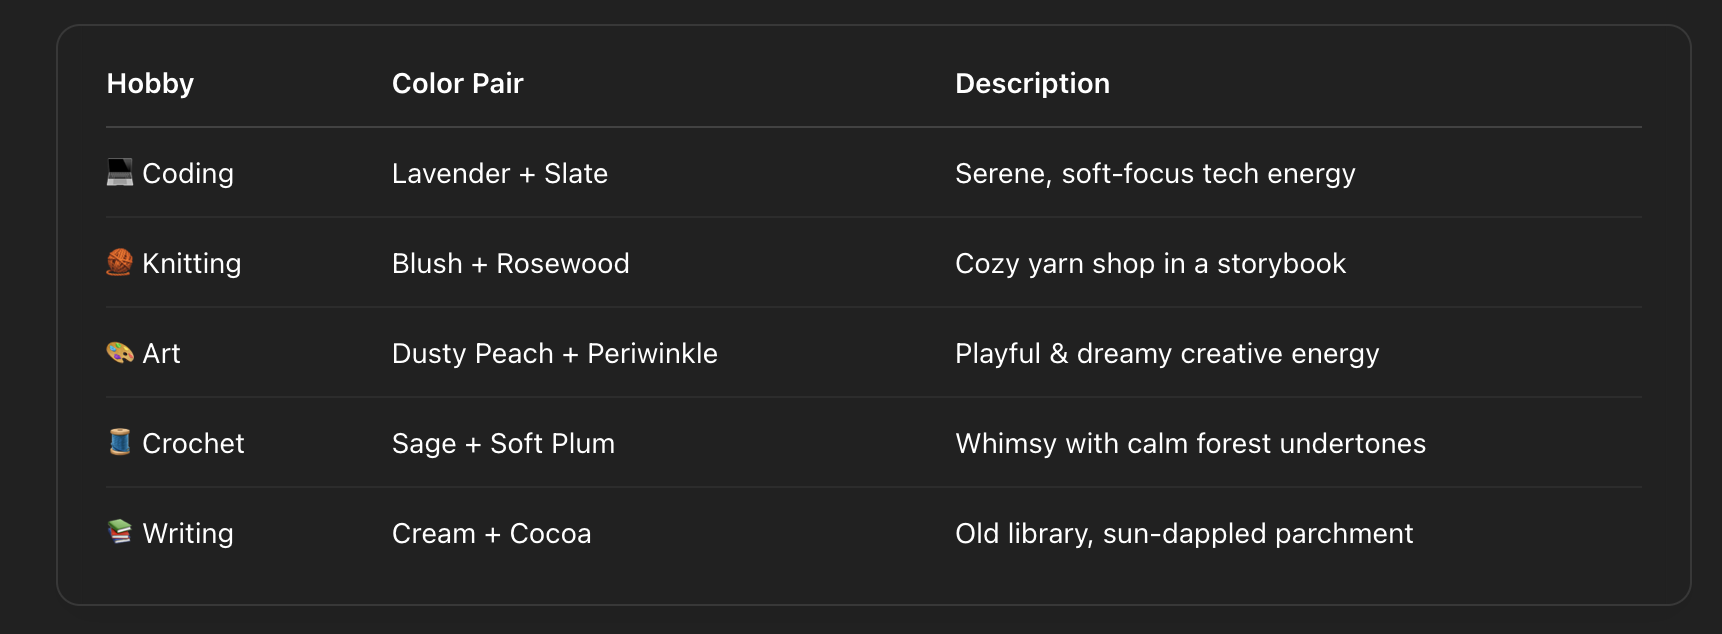 Hobby Color Pair Description
💻 Coding Lavender + Slate Serene, soft-focus tech energy
🧶 Knitting Blush + Rosewood Cozy yarn shop in a storybook
🎨 Art Dusty Peach + Periwinkle Playful & dreamy creative energy
🧵 Crochet Sage + Soft Plum Whimsy with calm forest undertones
📚 Writing Cream + Cocoa Old library, sun-dappled parchment